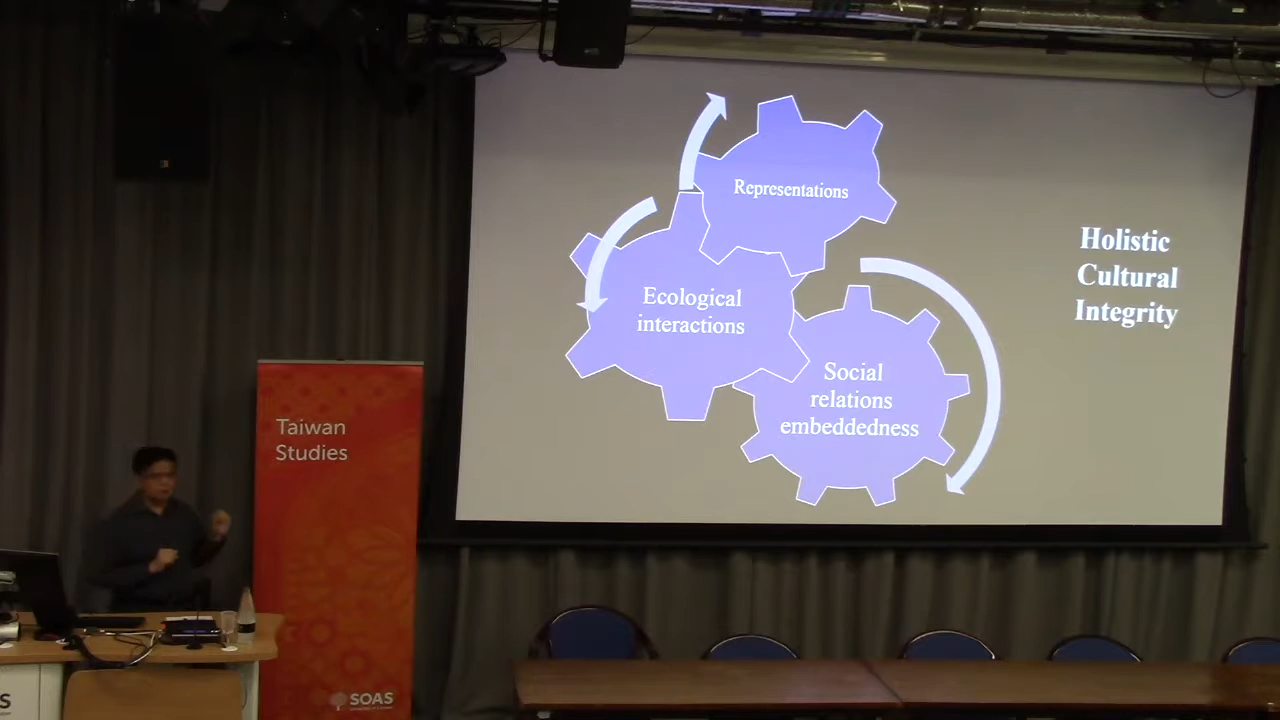 Representations
Ecological
interactions
Social
relations
embeddedness
Holistic
Cultural
Integrity
Taiwan
Studies
SOAS
S